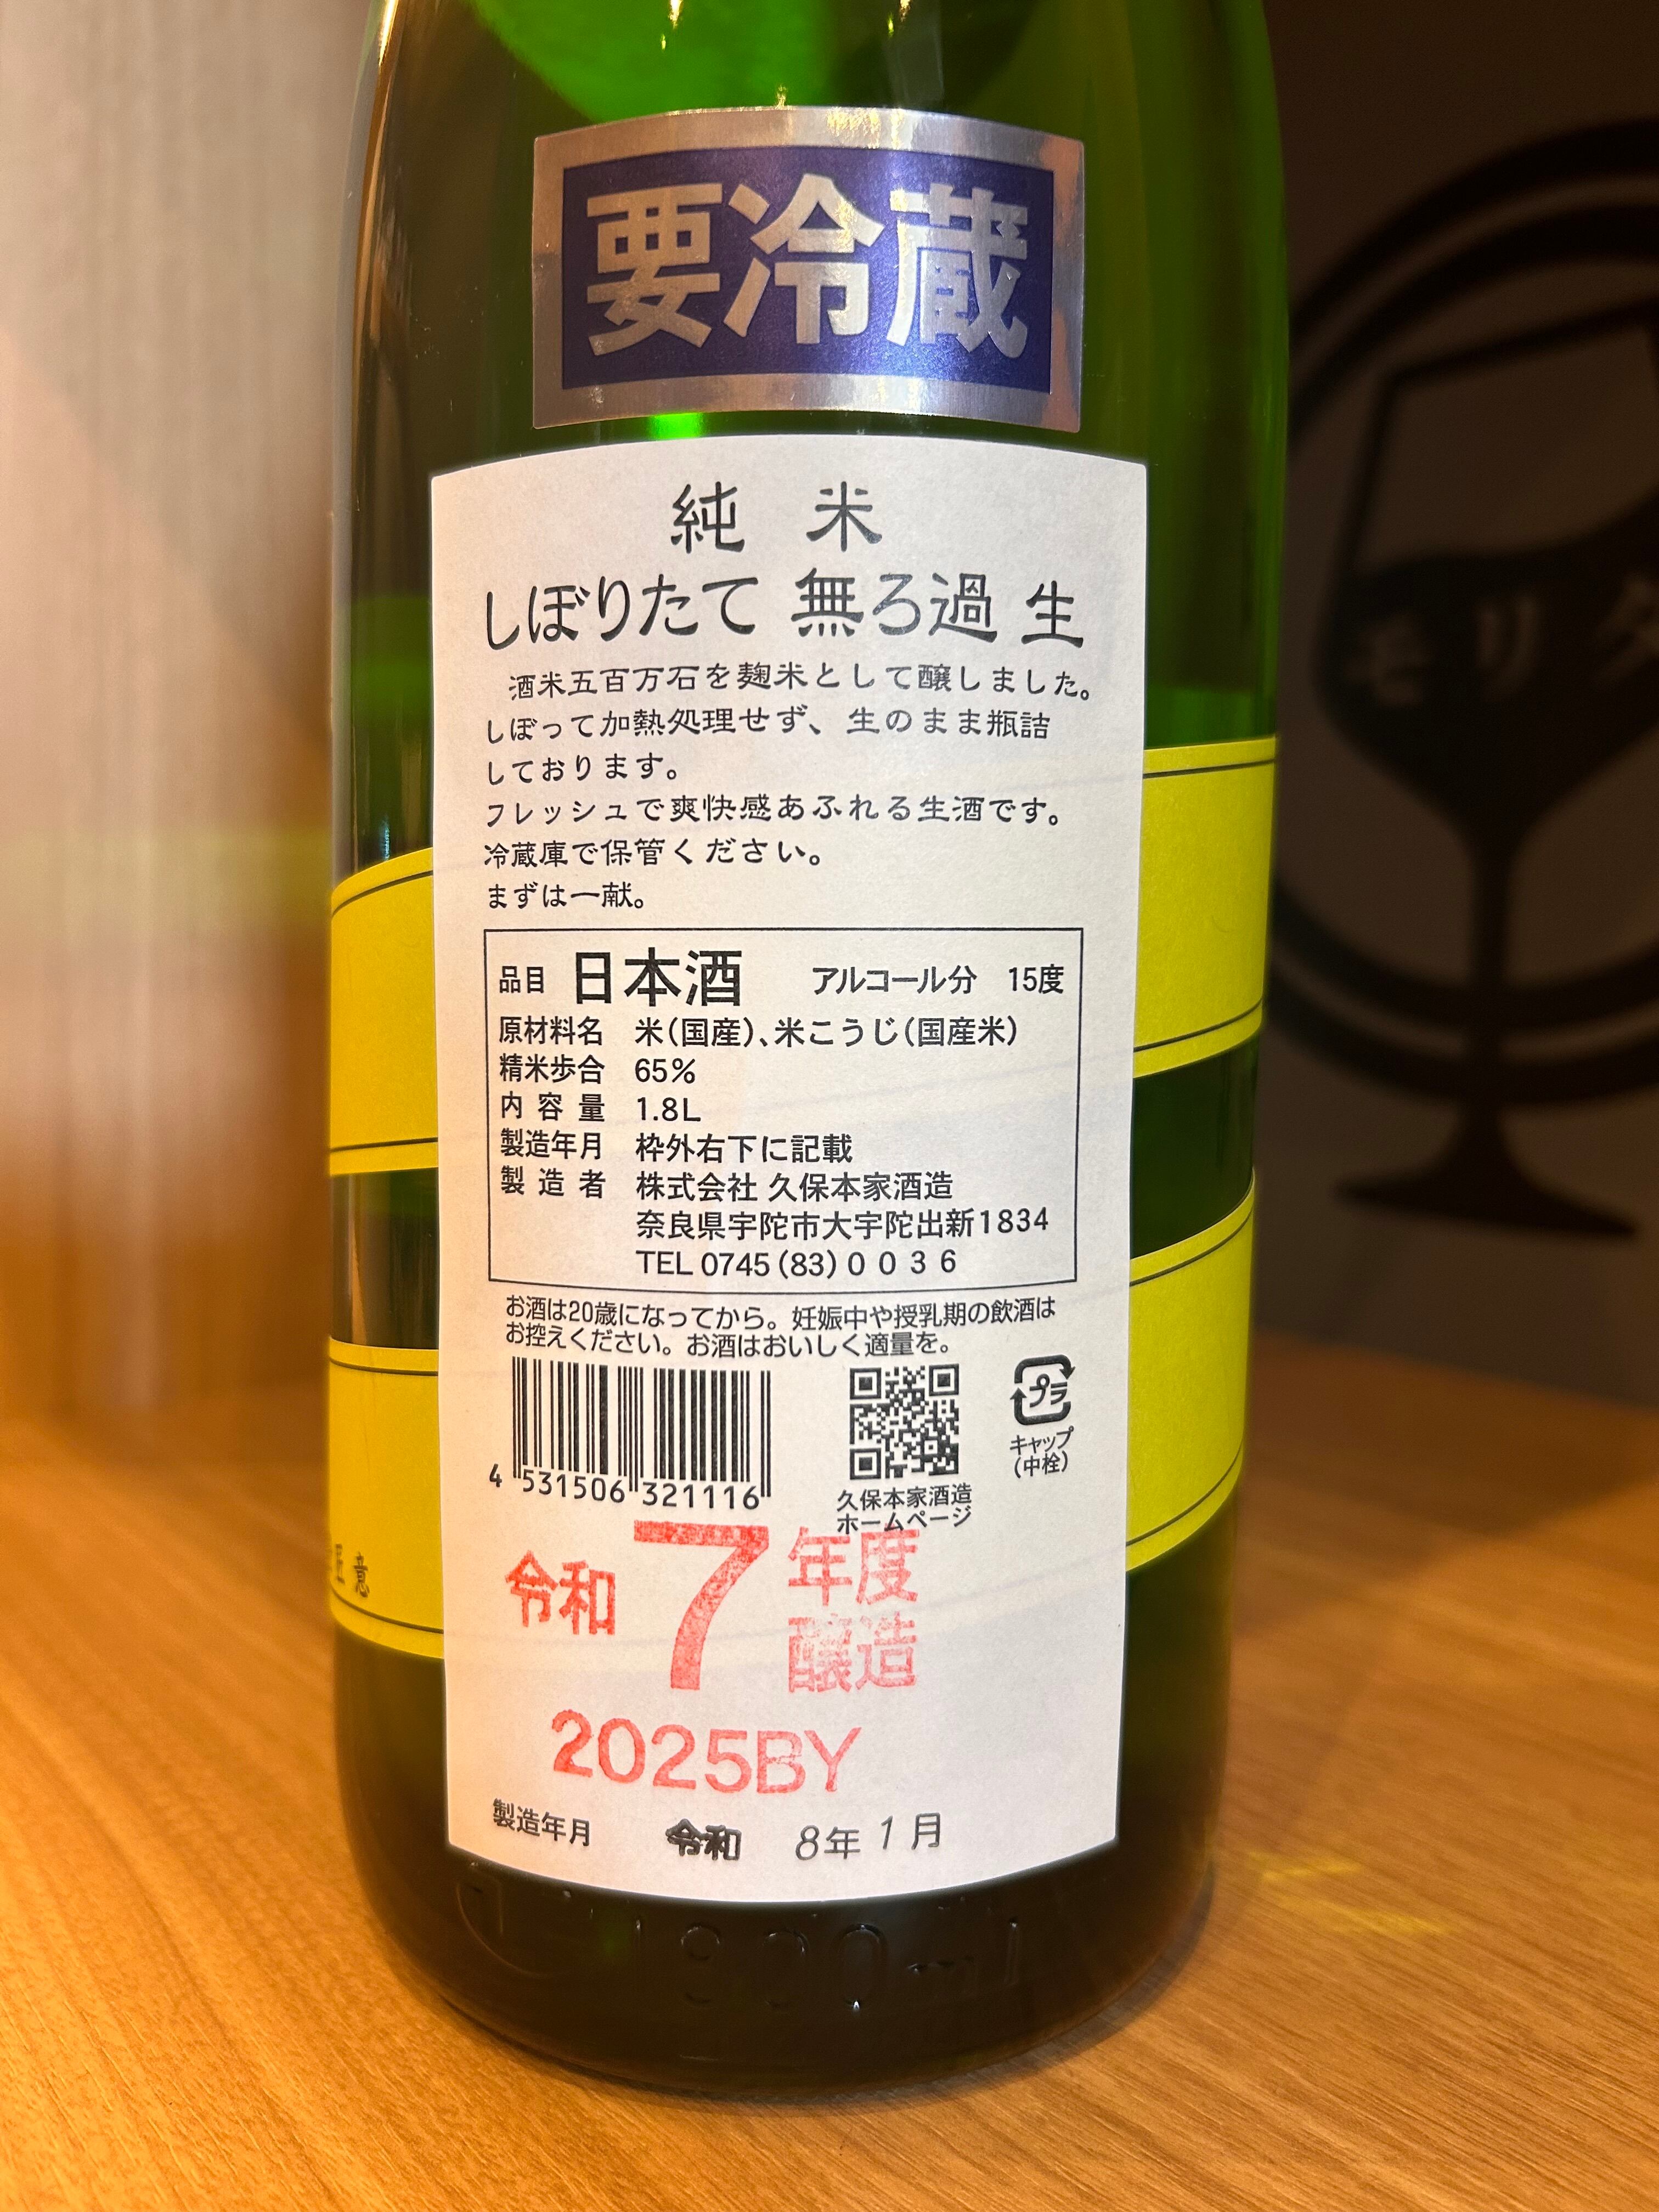 要冷蔵
純米
しぼりたて 無ろ過 生
酒米五百万石を麹米として醸しました。
しぼって加熱処理せず、生のまま瓶詰
しております。
フレッシュで爽快感あふれる生酒です。
冷蔵庫で保管ください。
まずは一献。
品目 日本酒 アルコール分 15度
原材料名 米(国産)、米こうじ(国産米)
精米歩合 65%
内容量 1.8L
製造年月 枠外右下に記載
製造者 株式会社 久保本家酒造
奈良県宇陀市大宇陀出新1834
TEL 0745(83)0036
お酒は20歳になってから。妊娠中や授乳期の飲酒は
お控えください。お酒はおいしく適量を。
4 531506 321116
プラ
キャップ
(中栓)
久保本家酒造
ホームページ
令和7年度
醸造
2025BY
製造年月 令和 8年 1月
モリタ